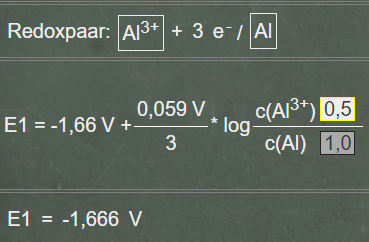 Redoxpaar: Al³⁺ + 3 e⁻ / Al
0,059 V c(Al³⁺) 0,5
E1 = -1,66 V + * log
3 c(Al) 1,0
E1 = -1,666 V